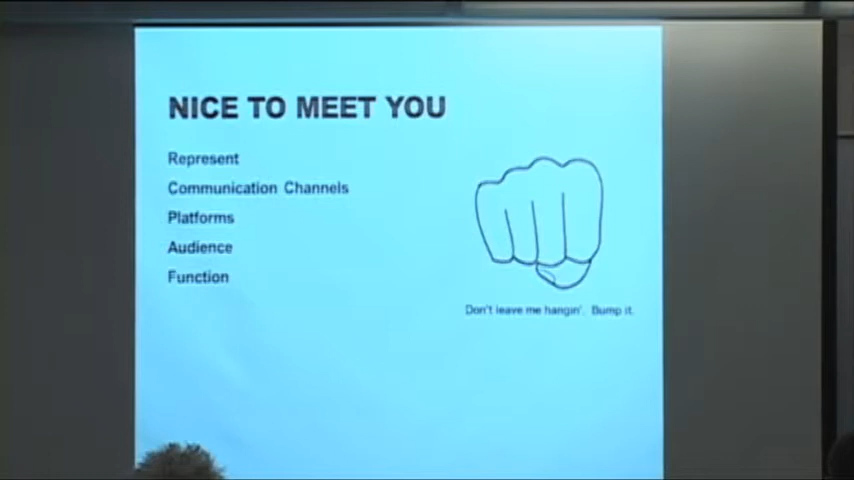 NICE TO MEET YOU
Represent
Communication Channels
Platforms
Audience
Function
Don't leave me hangin'. Bump it.